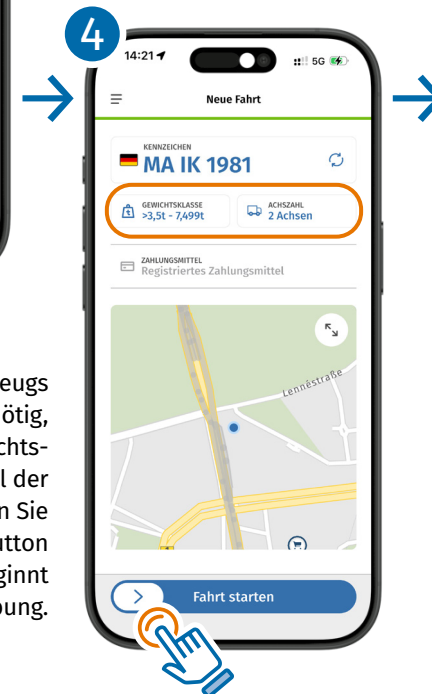 4
14:21
5G
Neue Fahrt
KENNZEICHEN
MA IK 1981
GEWICHTSKLASSE
>3,5t - 7,499t
ACHSZAHL
2 Achsen
ZAHLUNGSMITTEL
Registriertes Zahlungsmittel
Lennéstraße
eugs
ötig,
chts-
l der
n Sie
utton
ginnt
bung.
Fahrt starten